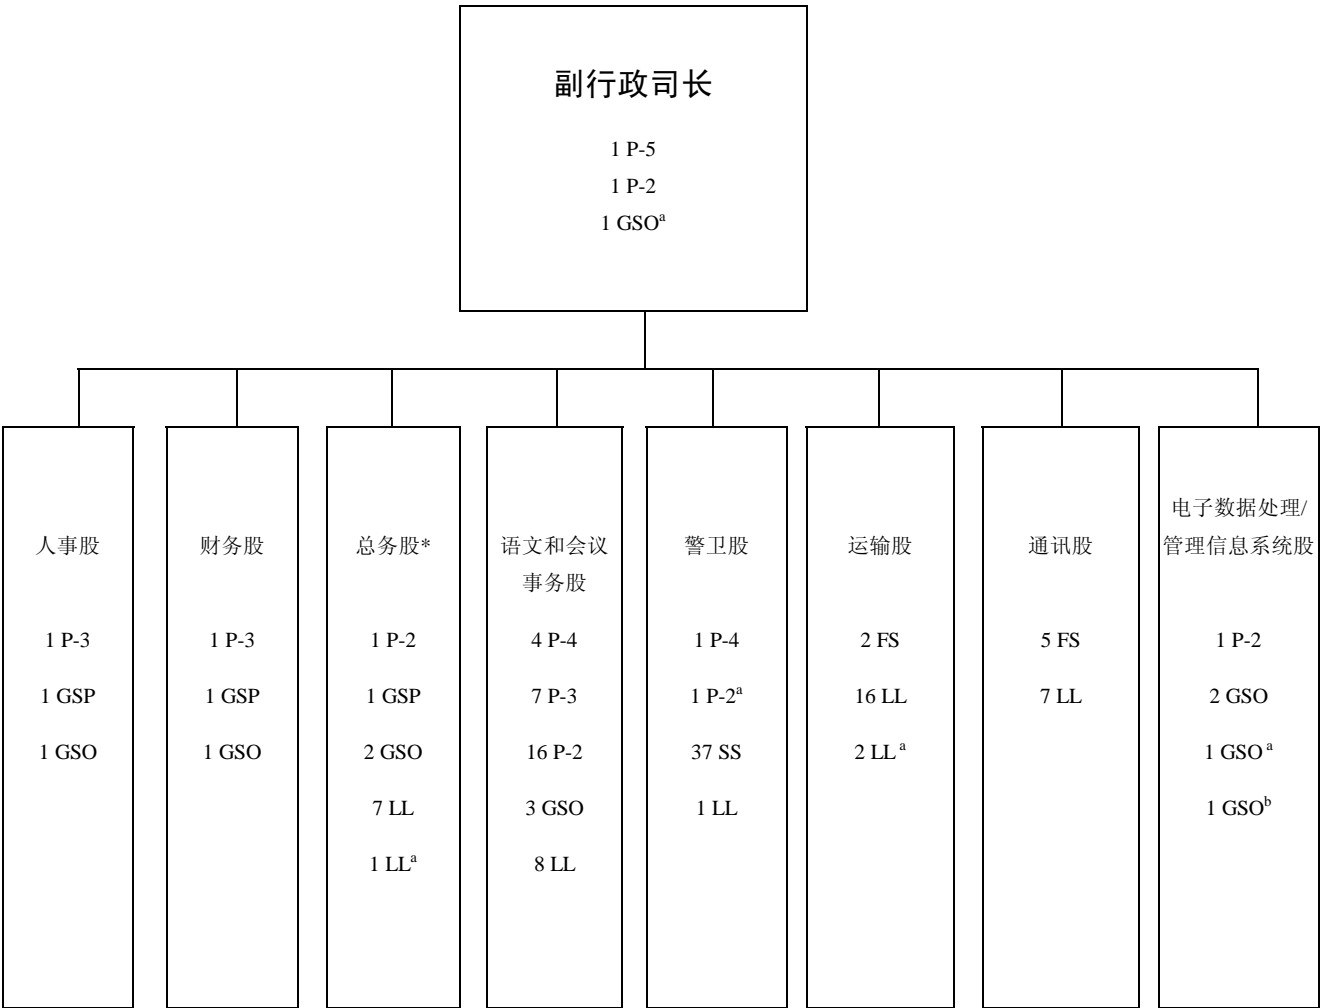 副行政司长
1 P-5
1 P-2
1 GSOᵃ
人事股
1 P-3
1 GSP
1 GSO
财务股
1 P-3
1 GSP
1 GSO
总务股*
1 P-2
1 GSP
2 GSO
7 LL
1 LLᵃ
语文和会议
事务股
4 P-4
7 P-3
16 P-2
3 GSO
8 LL
警卫股
1 P-4
1 P-2ᵃ
37 SS
1 LL
运输股
2 FS
16 LL
2 LL ᵃ
通讯股
5 FS
7 LL
电子数据处理/
管理信息系统股
1 P-2
2 GSO
1 GSO ᵃ
1 GSOᵇ